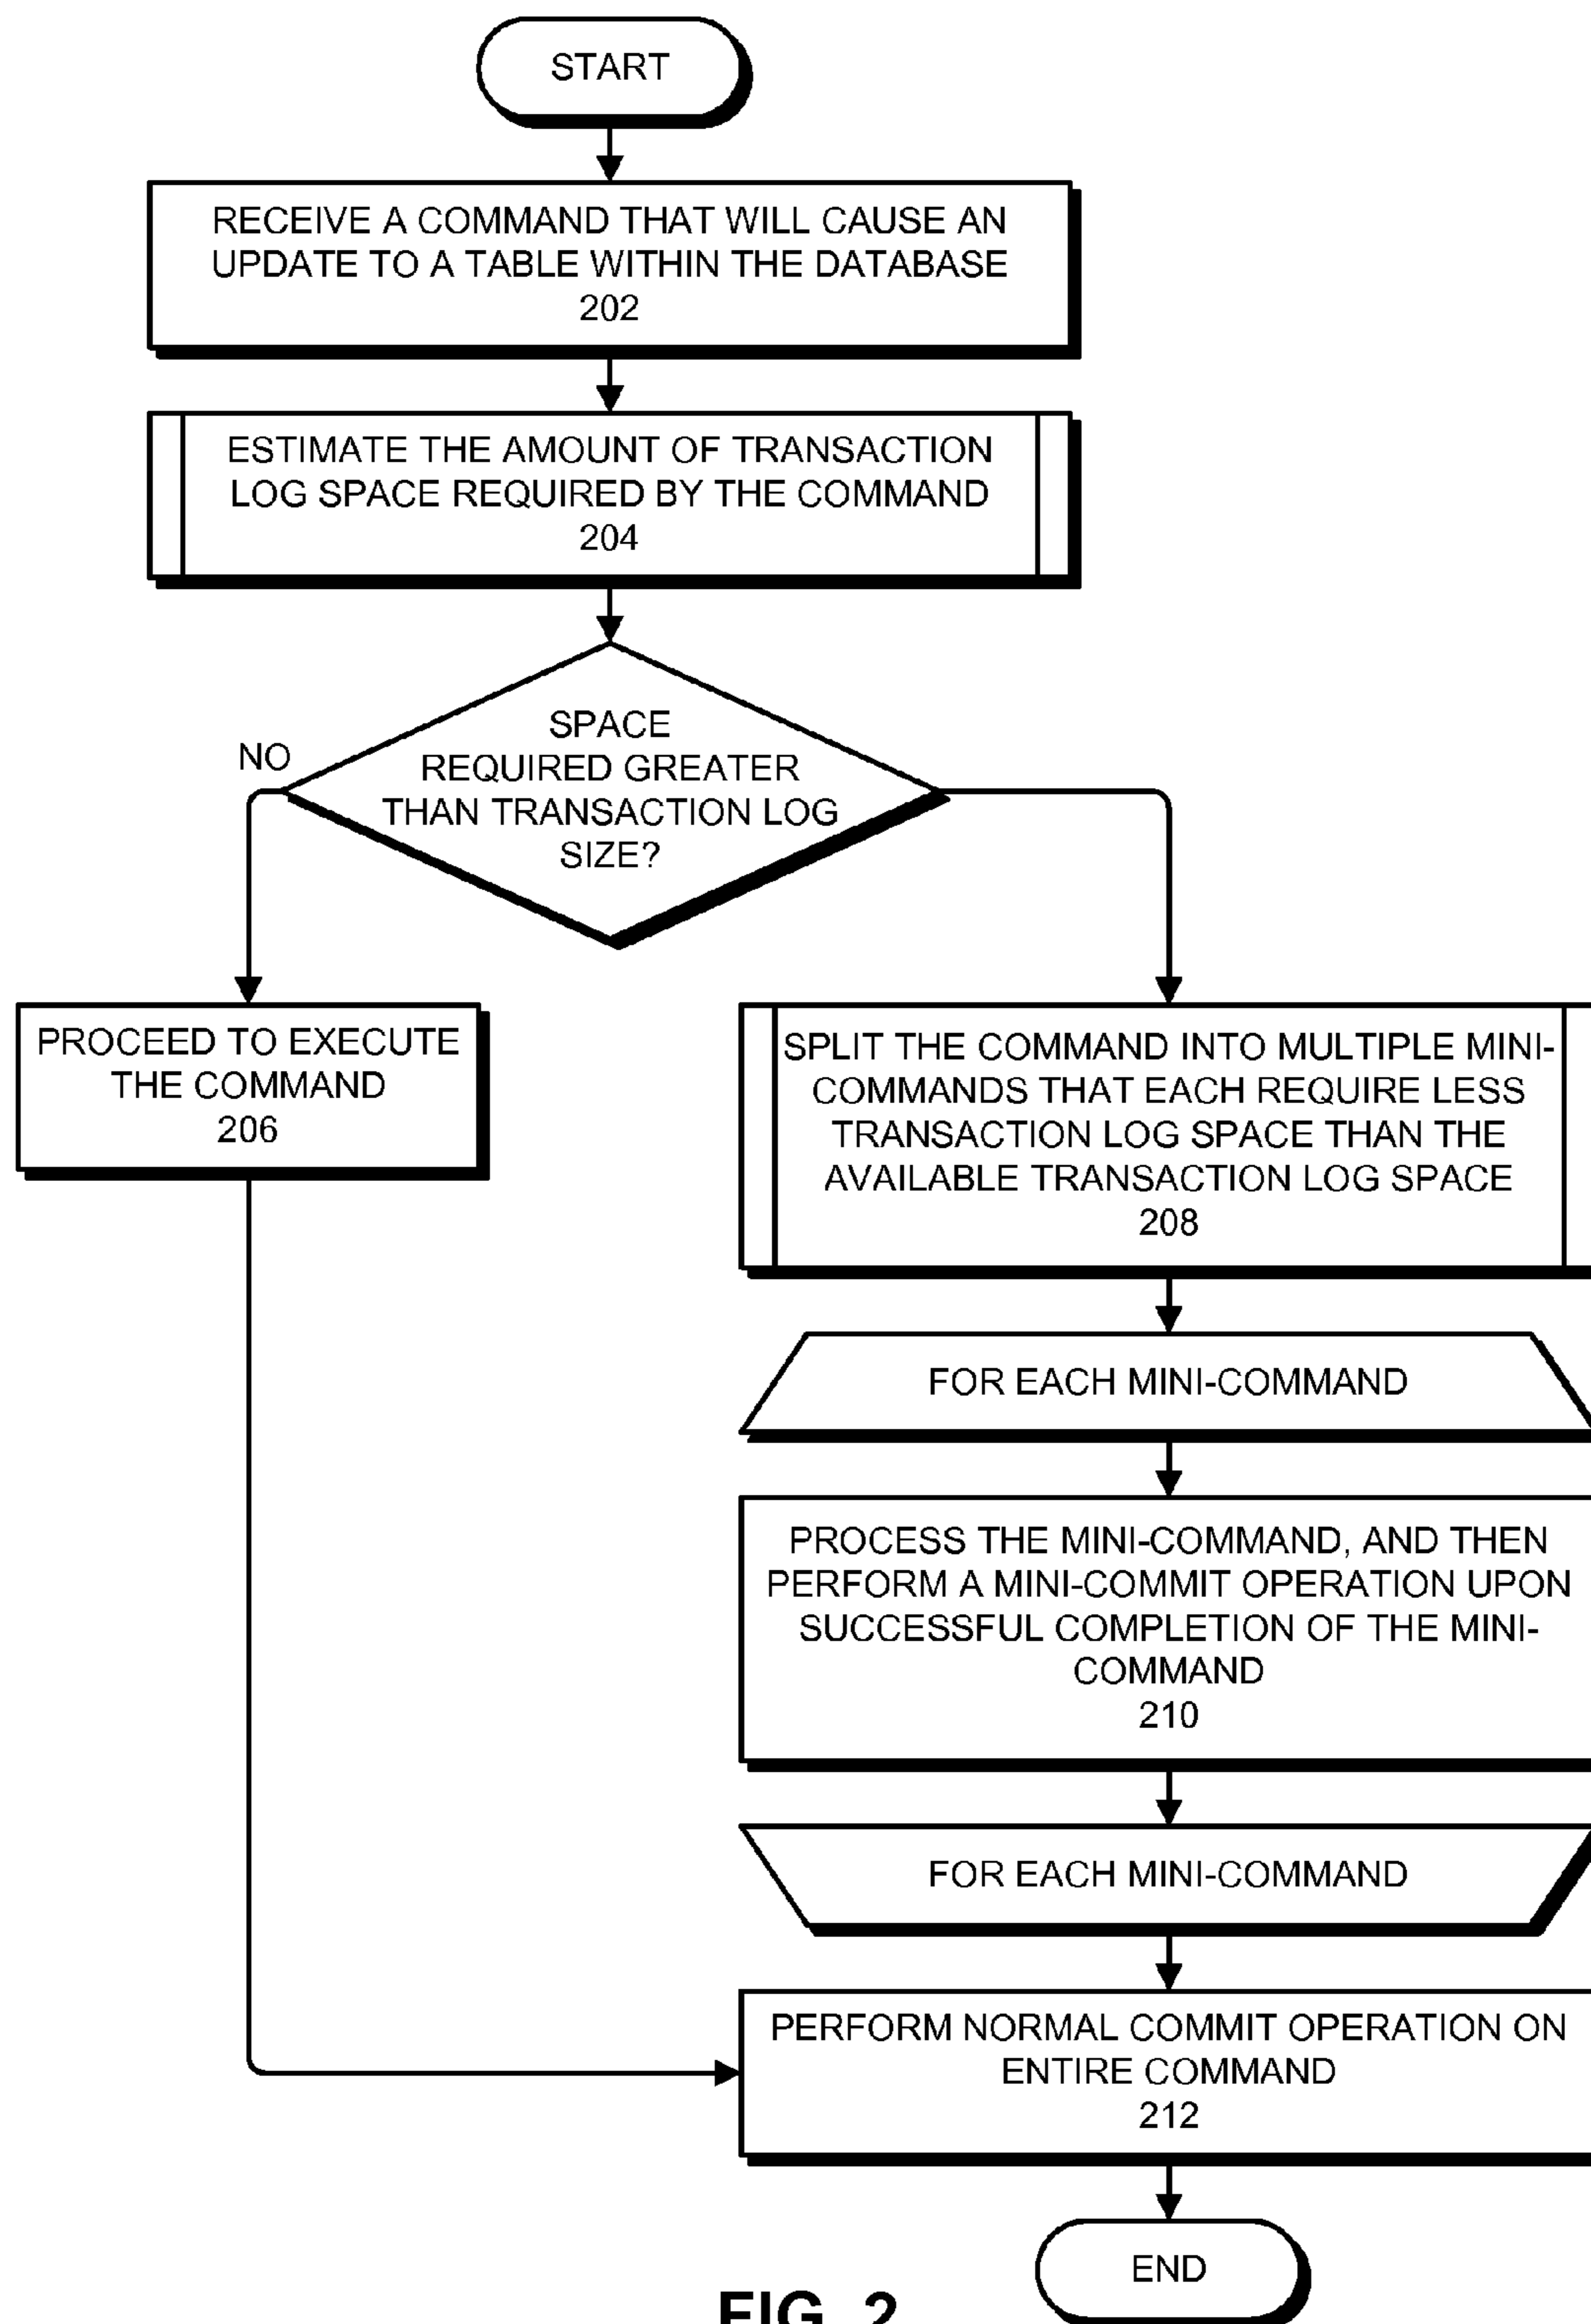 START
RECEIVE A COMMAND THAT WILL CAUSE AN
UPDATE TO A TABLE WITHIN THE DATABASE
202
ESTIMATE THE AMOUNT OF TRANSACTION
LOG SPACE REQUIRED BY THE COMMAND
204
SPACE
REQUIRED GREATER
THAN TRANSACTION LOG
SIZE?
NO
PROCEED TO EXECUTE
THE COMMAND
206
SPLIT THE COMMAND INTO MULTIPLE MINI-
COMMANDS THAT EACH REQUIRE LESS
TRANSACTION LOG SPACE THAN THE
AVAILABLE TRANSACTION LOG SPACE
208
FOR EACH MINI-COMMAND
PROCESS THE MINI-COMMAND, AND THEN
PERFORM A MINI-COMMIT OPERATION UPON
SUCCESSFUL COMPLETION OF THE MINI-
COMMAND
210
FOR EACH MINI-COMMAND
PERFORM NORMAL COMMIT OPERATION ON
ENTIRE COMMAND
212
END
FIG. 2